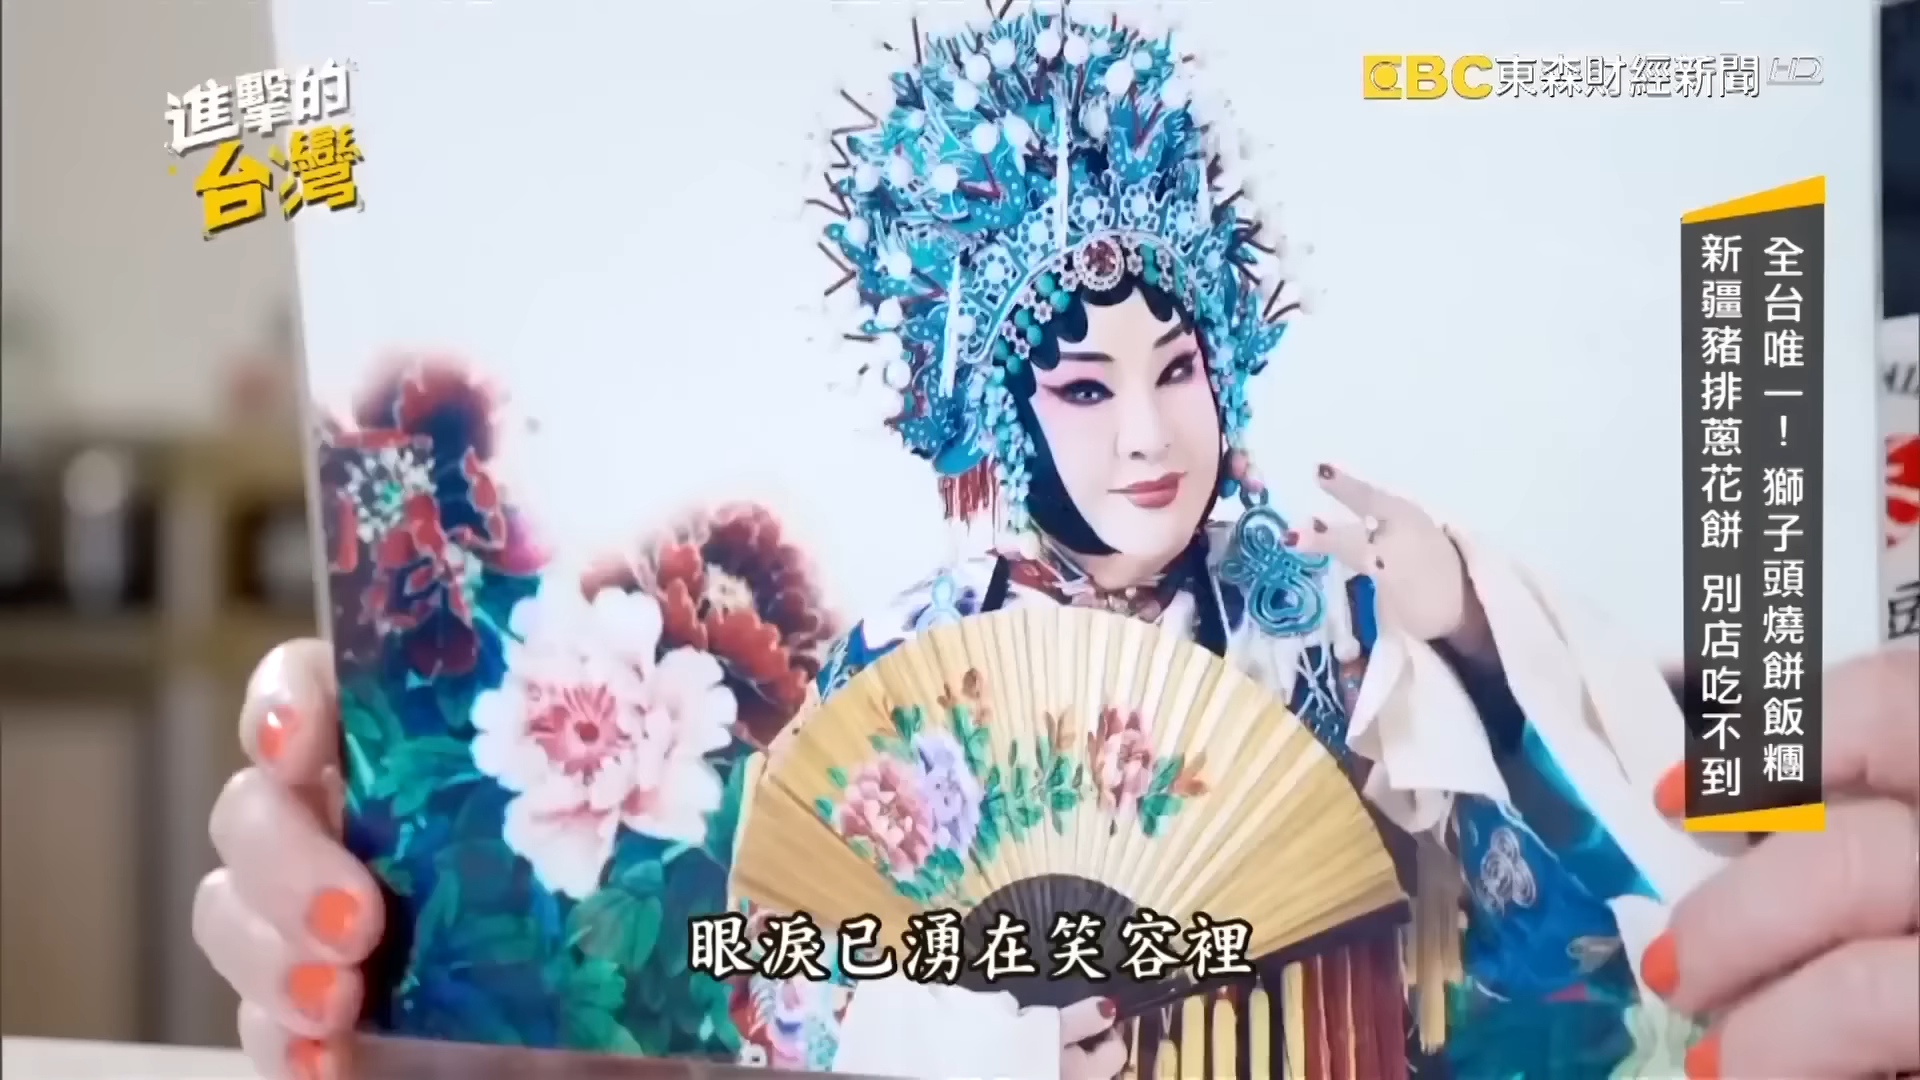 進擊的
台灣
EBC東森財經新聞HD
全台唯一！獅子頭燒餅飯糰
新疆豬排蔥花餅 別店吃不到
眼淚已湧在笑容裡